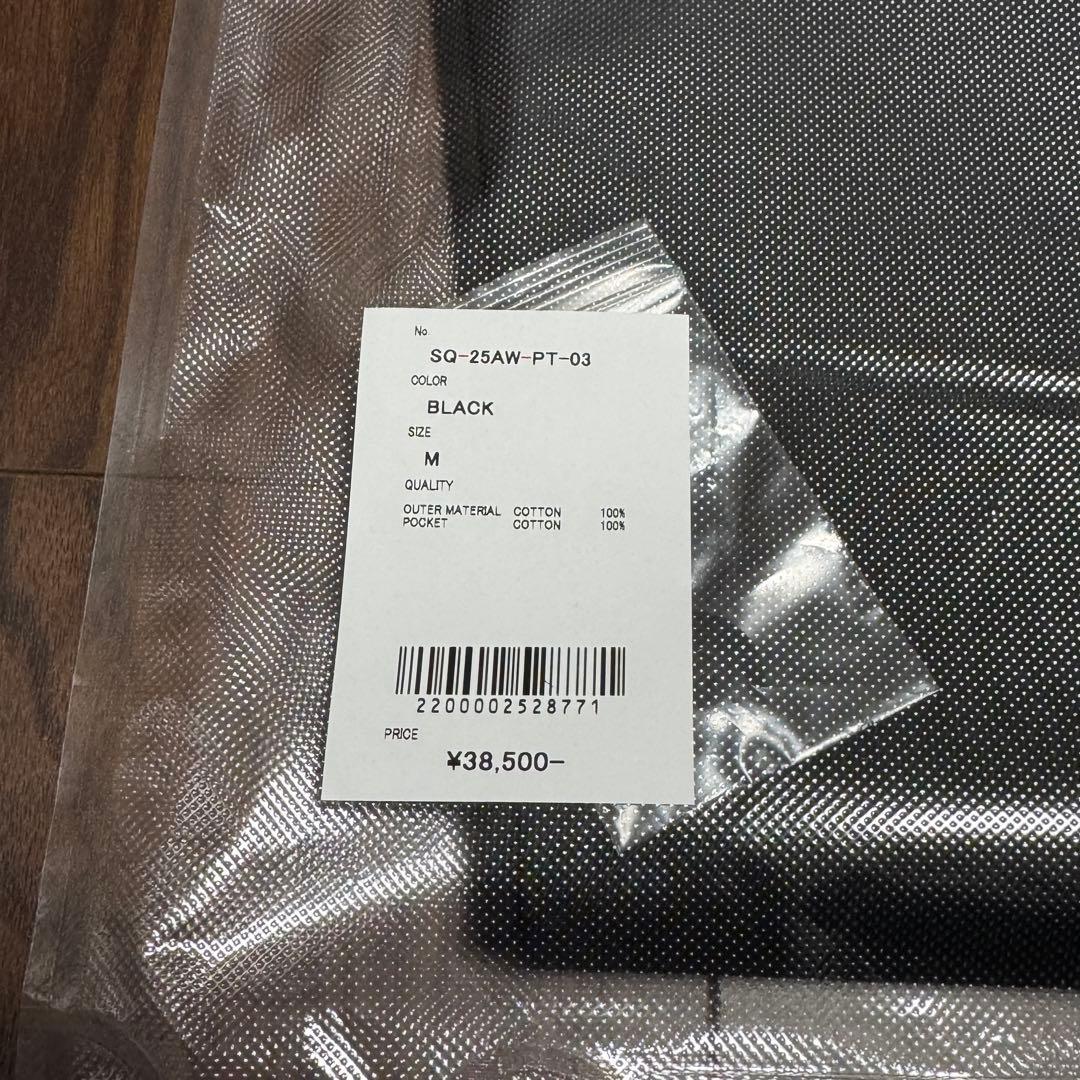 No.
SQ-25AW-PT-03
COLOR
BLACK
SIZE
M
QUALITY
OUTER MATERIAL COTTON 100%
POCKET COTTON 100%
2200002528771
PRICE
¥38,500-